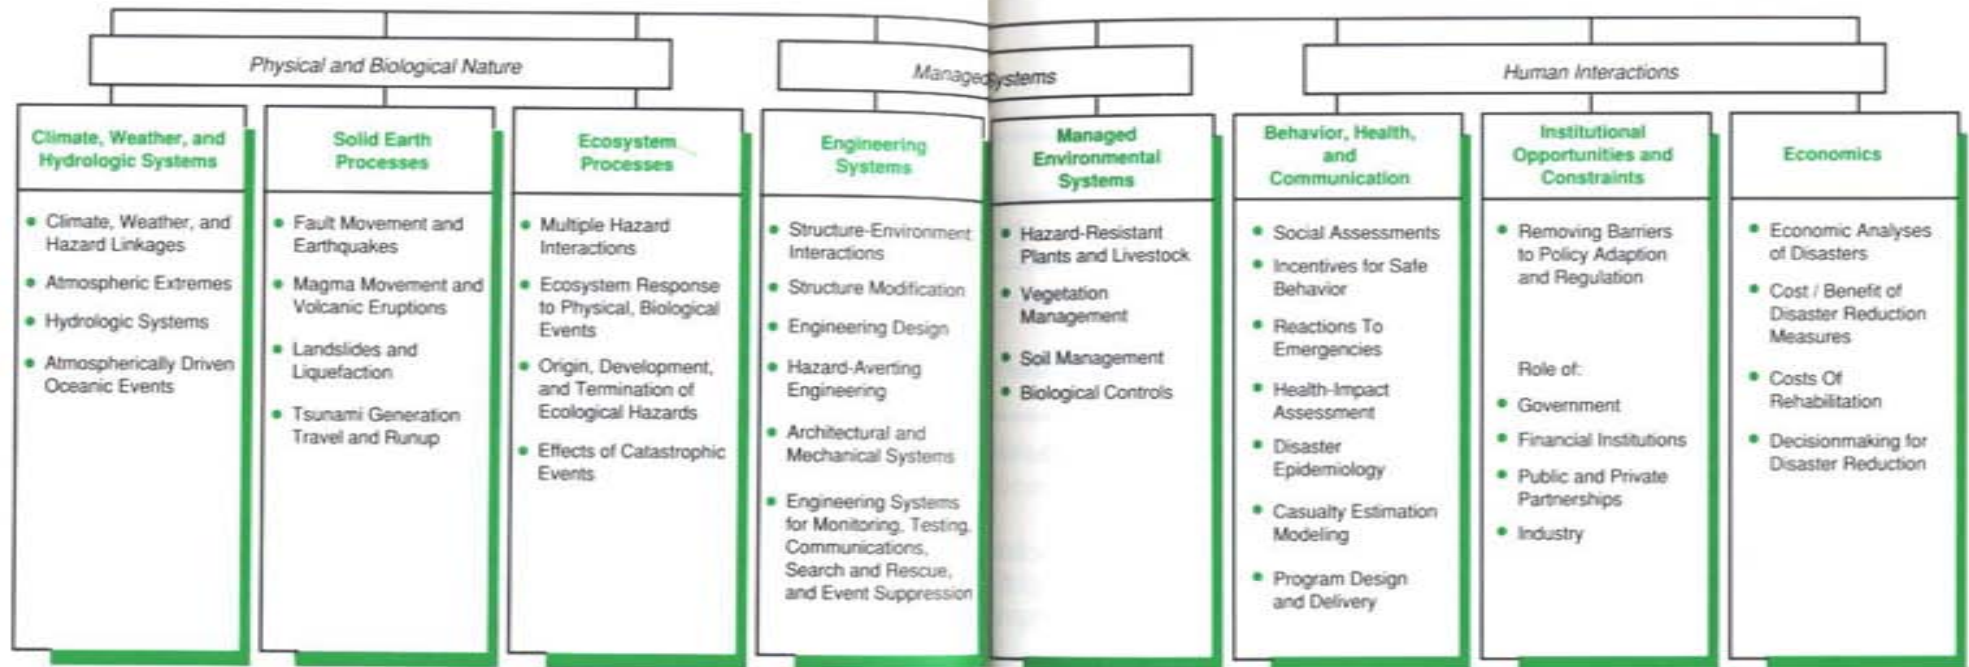 Physical and Biological Nature
Managed Systems
Human Interactions
Climate, Weather, and
Hydrologic Systems
• Climate, Weather, and
Hazard Linkages
• Atmospheric Extremes
• Hydrologic Systems
• Atmospherically Driven
Oceanic Events
Solid Earth
Processes
• Fault Movement and
Earthquakes
• Magma Movement and
Volcanic Eruptions
• Landslides and
Liquefaction
• Tsunami Generation
Travel and Runup
Ecosystem
Processes
• Multiple Hazard
Interactions
• Ecosystem Response
to Physical, Biological
Events
• Origin, Development,
and Termination of
Ecological Hazards
• Effects of Catastrophic
Events
Engineering
Systems
• Structure-Environment
Interactions
• Structure Modification
• Engineering Design
• Hazard-Averting
Engineering
• Architectural and
Mechanical Systems
• Engineering Systems
for Monitoring, Testing,
Communications,
Search and Rescue,
and Event Suppression
Managed
Environmental
Systems
• Hazard-Resistant
Plants and Livestock
• Vegetation
Management
• Soil Management
• Biological Controls
Behavior, Health,
and
Communication
• Social Assessments
• Incentives for Safe
Behavior
• Reactions To
Emergencies
• Health-Impact
Assessment
• Disaster
Epidemiology
• Casualty Estimation
Modeling
• Program Design
and Delivery
Institutional
Opportunities and
Constraints
• Removing Barriers
to Policy Adaption
and Regulation
Role of:
• Government
• Financial Institutions
• Public and Private
Partnerships
• Industry
Economics
• Economic Analyses
of Disasters
• Cost / Benefit of
Disaster Reduction
Measures
• Costs Of
Rehabilitation
• Decisionmaking for
Disaster Reduction